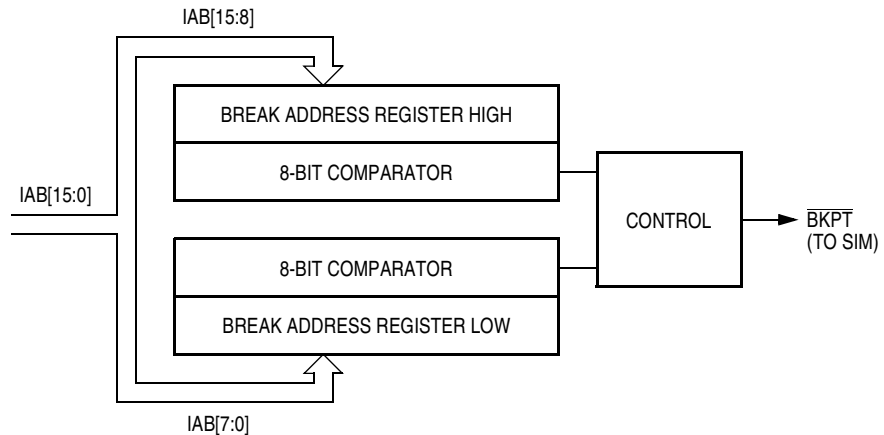 IAB[15:8]
BREAK ADDRESS REGISTER HIGH
8-BIT COMPARATOR
IAB[15:0]
CONTROL
BKPT
(TO SIM)
8-BIT COMPARATOR
BREAK ADDRESS REGISTER LOW
IAB[7:0]